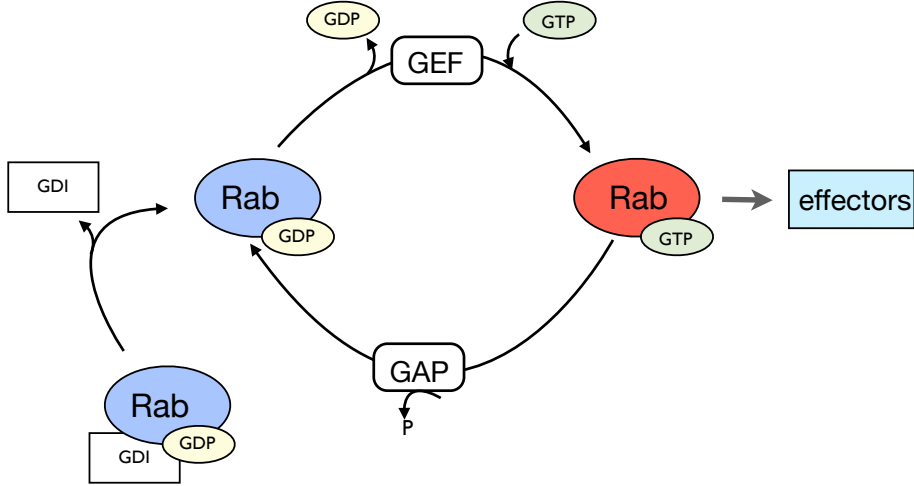 GDP
GTP
GEF
GDI
Rab
GDP
Rab
GTP
effectors
GAP
P
Rab
GDP
GDI